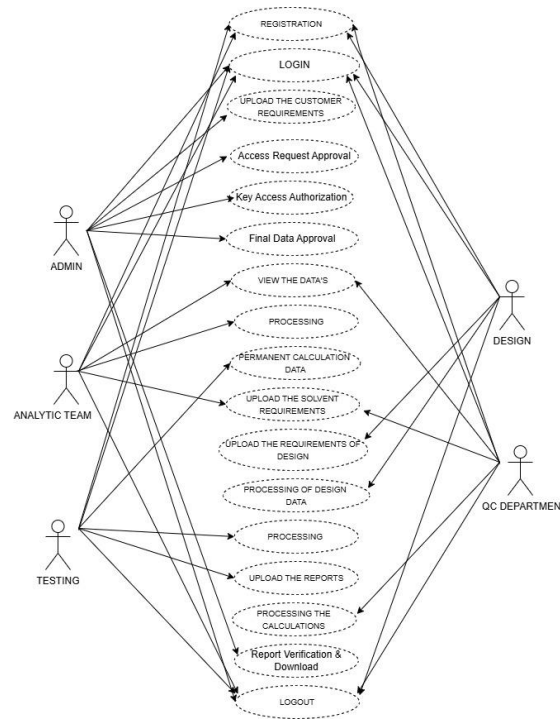 REGISTRATION
LOGIN
UPLOAD THE CUSTOMER
REQUIREMENTS
Access Request Approval
Key Access Authorization
Final Data Approval
ADMIN
VIEW THE DATA'S
PROCESSING
DESIGN
PERMANENT CALCULATION
DATA
ANALYTIC TEAM
UPLOAD THE SOLVENT
REQUIREMENTS
UPLOAD THE REQUIREMENTS OF
DESIGN
PROCESSING OF DESIGN
DATA
QC DEPARTMEN
PROCESSING
TESTING
UPLOAD THE REPORTS
PROCESSING THE
CALCULATIONS
Report Verification &
Download
LOGOUT